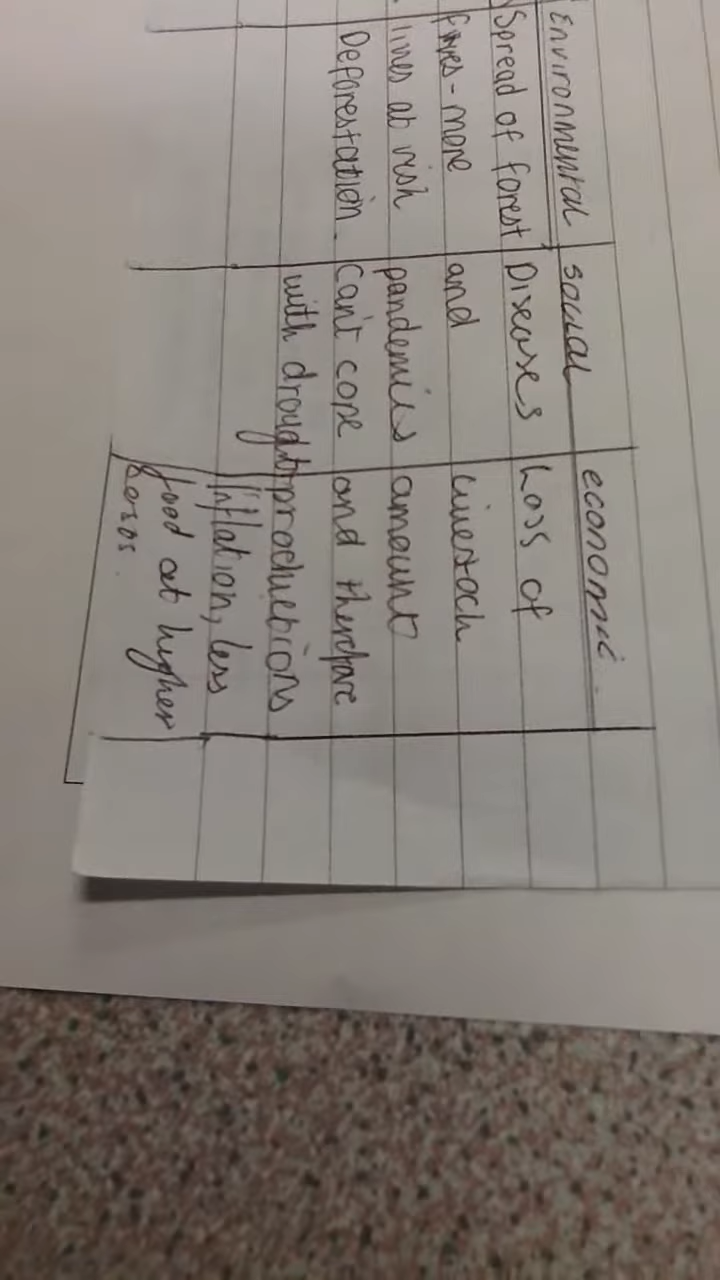 Environmental
Spread of forest
fires - more
lives at risk
Deforestation.
social
Diseases
and
pandemics
Can't cope
with drought
economic.
Loss of
livestock
amount
and therefore
productions
Inflation, less
food at higher